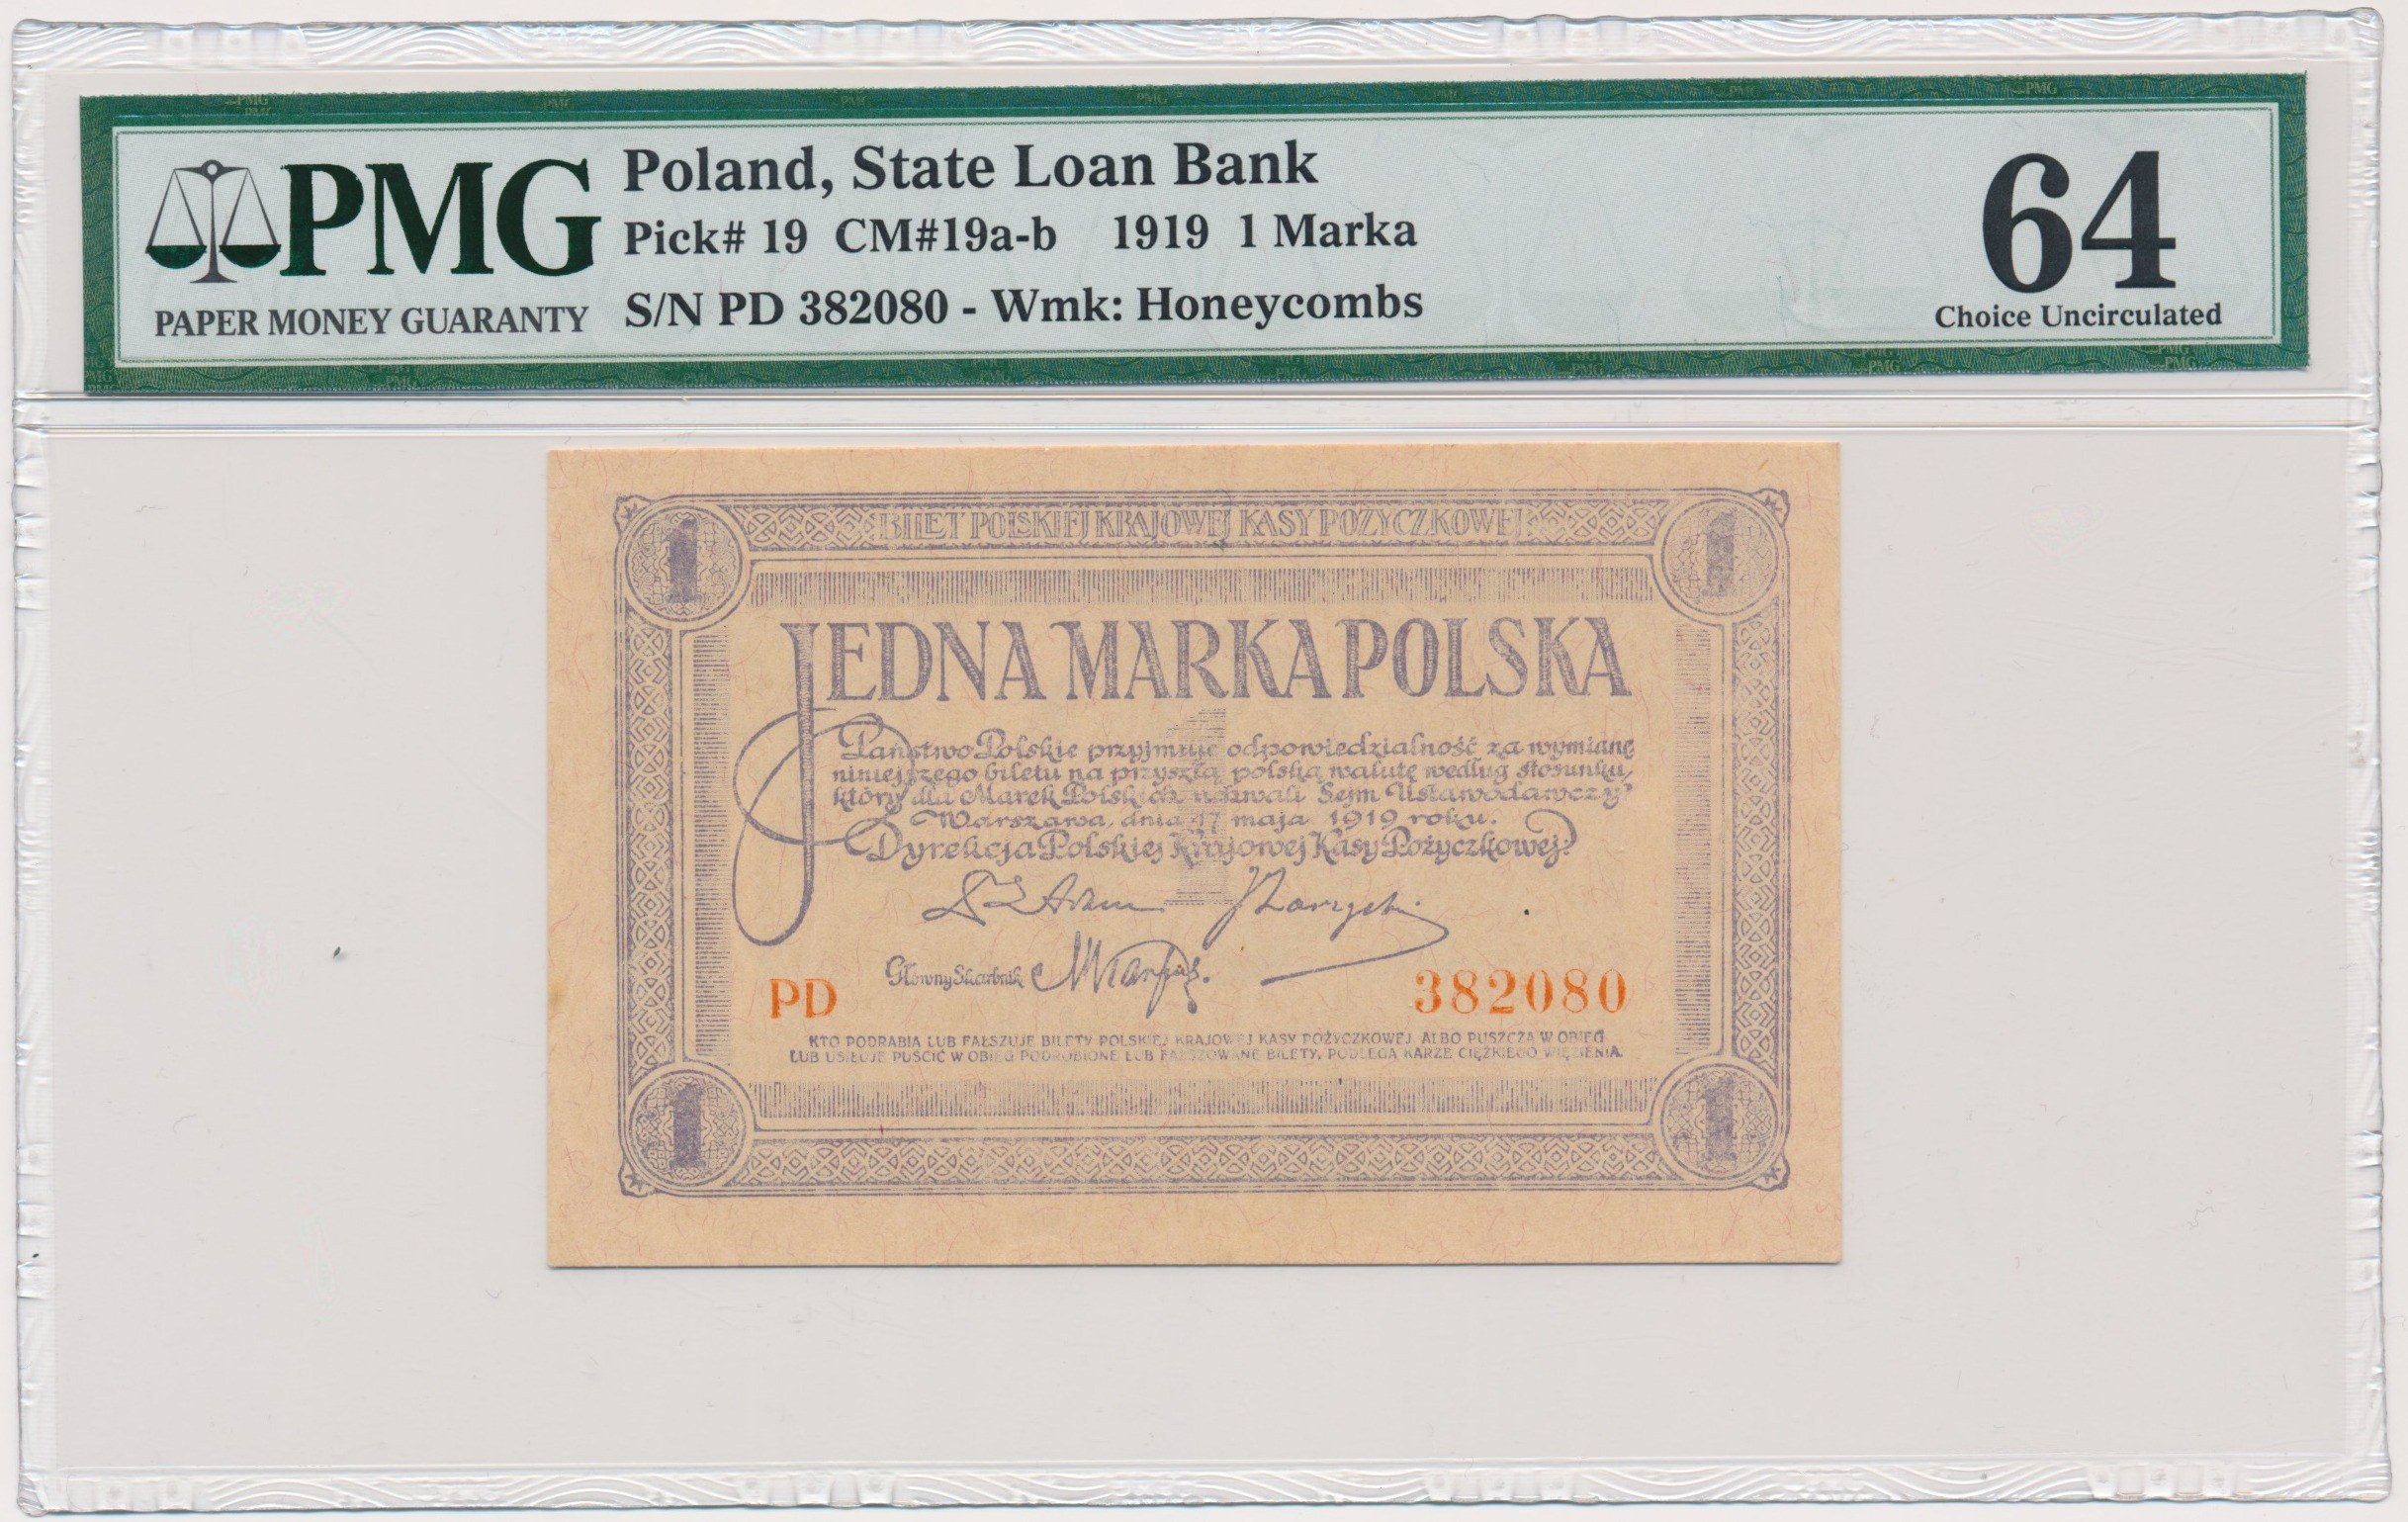 PMG
PAPER MONEY GUARANTY
Poland, State Loan Bank
Pick# 19 CM#19a-b 1919 1 Marka
S/N PD 382080 - Wmk: Honeycombs
64
Choice Uncirculated
BILET POLSKIEJ KRAJOWEJ KASY POŻYCZKOWEJ
1 1
JEDNA MARKA POLSKA
Państwo Polskie przyjmuje odpowiedzialność za wymianę
niniejszego biletu na przyszłą polską walutę według stosunku,
który dla Marek Polskich uchwali Sejm Ustawodawczy
Warszawa, dnia 17 maja 1919 roku.
Dyrekcja Polskiej Krajowej Kasy Pożyczkowej
1
Główny Skarbnik
PD 382080
KTO PODRABIA LUB FAŁSZUJE BILETY POLSKIEJ KRAJOWEJ KASY POŻYCZKOWEJ ALBO PUSZCZA W OBIEG
LUB USIŁUJE PUŚCIĆ W OBIEG PODROBIONE LUB FAŁSZOWANE BILETY, PODLEGA KARZE CIĘŻKIEGO WIĘZIENIA.
1 1